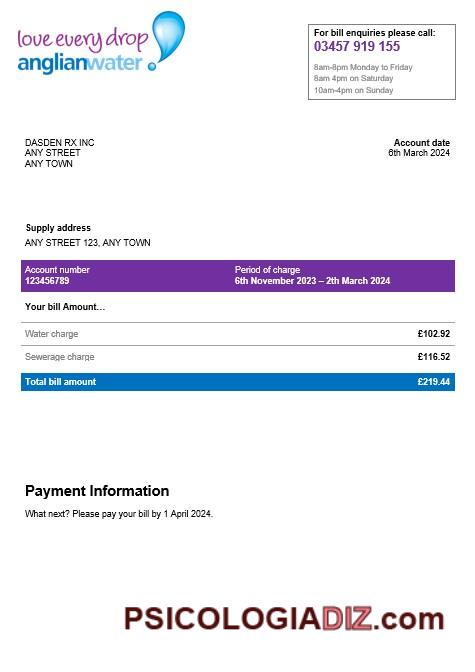 love every drop
anglianwater
For bill enquiries please call:
03457 919 155
8am-8pm Monday to Friday
8am 4pm on Saturday
10am-4pm on Sunday
DASDEN RX INC
ANY STREET
ANY TOWN
Account date
6th March 2024
Supply address
ANY STREET 123, ANY TOWN
Account number Period of charge
123456789 6th November 2023 – 2th March 2024
Your bill Amount...
Water charge £102.92
Sewerage charge £116.52
Total bill amount £219.44
Payment Information
What next? Please pay your bill by 1 April 2024.
PSICOLOGIADIZ.com